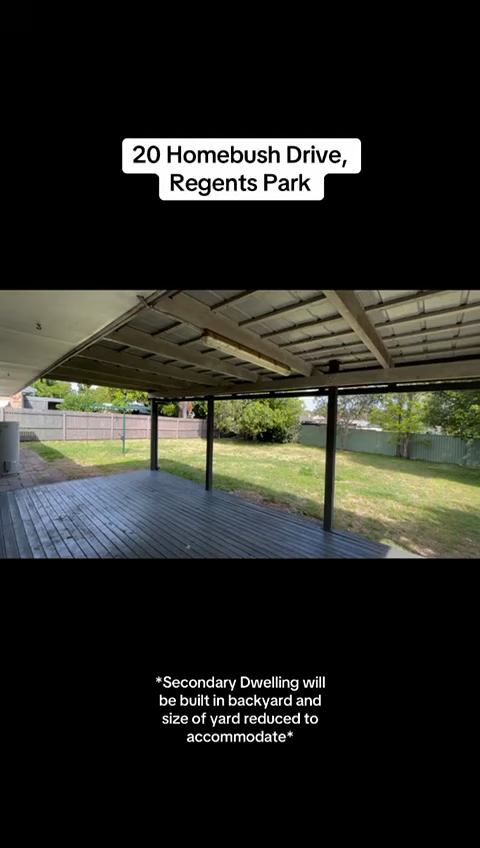 20 Homebush Drive,
Regents Park
*Secondary Dwelling will
be built in backyard and
size of yard reduced to
accommodate*